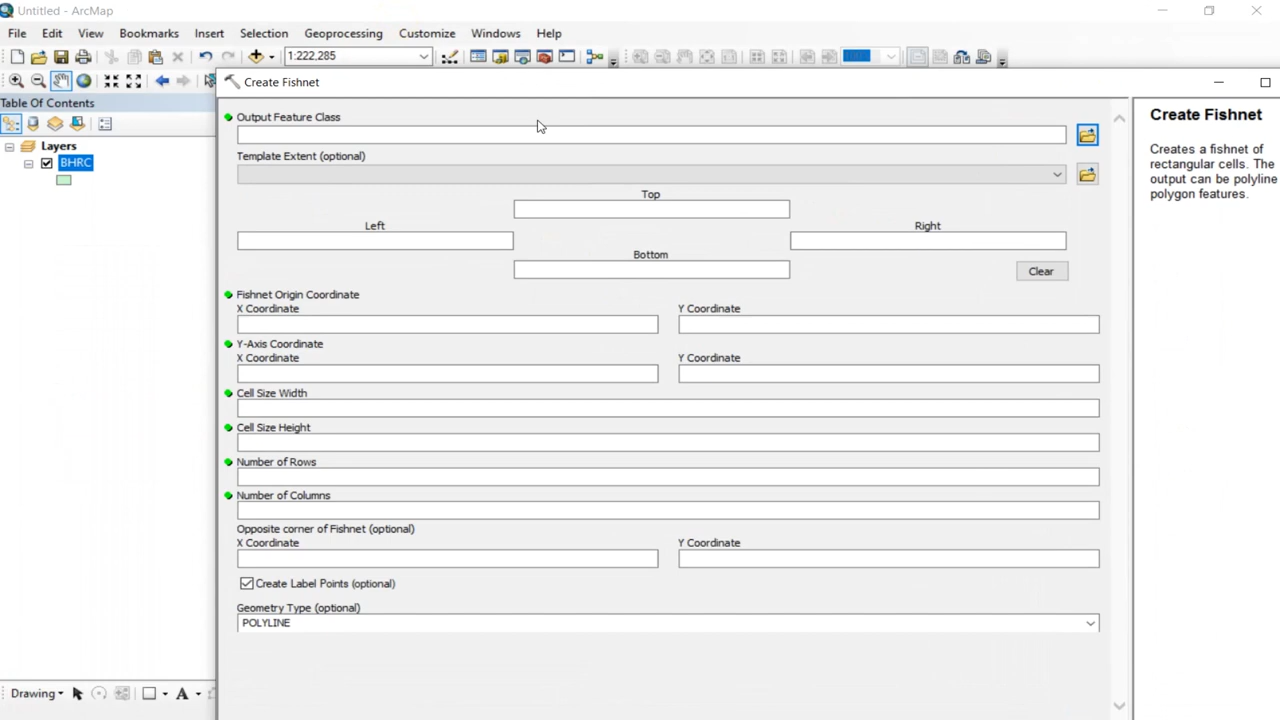 Untitled - ArcMap
File Edit View Bookmarks Insert Selection Geoprocessing Customize Windows Help
1:222,285
Create Fishnet
Table Of Contents
Layers
BHRC
Output Feature Class
Template Extent (optional)
Top
Left Right
Bottom
Clear
Fishnet Origin Coordinate
X Coordinate Y Coordinate
Y-Axis Coordinate
X Coordinate Y Coordinate
Cell Size Width
Cell Size Height
Number of Rows
Number of Columns
Opposite corner of Fishnet (optional)
X Coordinate Y Coordinate
Create Label Points (optional)
Geometry Type (optional)
POLYLINE
Create Fishnet
Creates a fishnet of
rectangular cells. The
output can be polyline
polygon features.
Drawing A